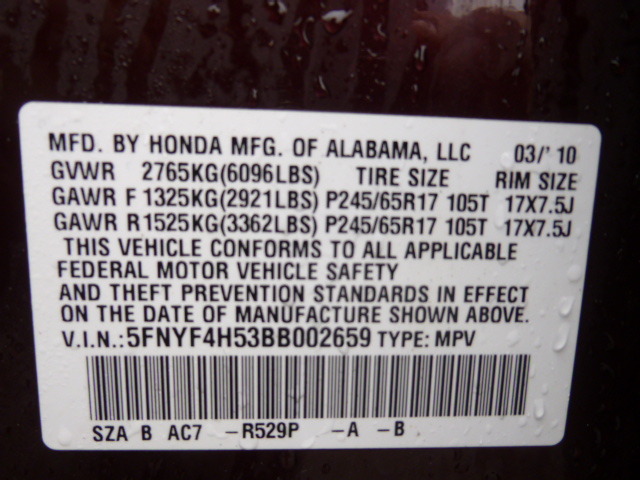 MFD. BY HONDA MFG. OF ALABAMA, LLC 03/' 10
GVWR 2765KG(6096LBS) TIRE SIZE RIM SIZE
GAWR F 1325KG(2921LBS) P245/65R17 105T 17X7.5J
GAWR R 1525KG(3362LBS) P245/65R17 105T 17X7.5J
THIS VEHICLE CONFORMS TO ALL APPLICABLE
FEDERAL MOTOR VEHICLE SAFETY
AND THEFT PREVENTION STANDARDS IN EFFECT
ON THE DATE OF MANUFACTURE SHOWN ABOVE.
V.I.N.:5FNYF4H53BB002659 TYPE: MPV
SZA B AC7 -R529P -A -B